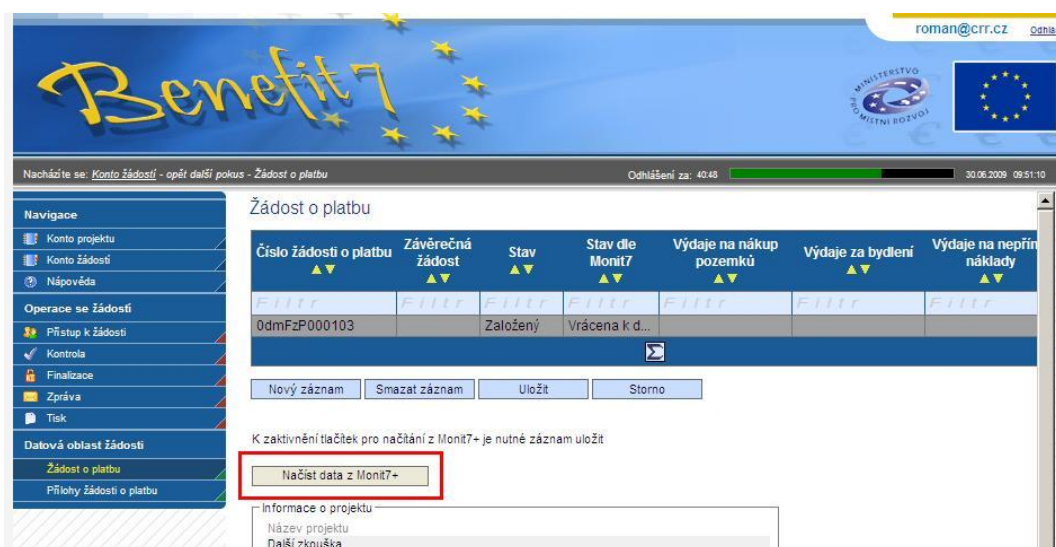 roman@crr.cz
Benefit7
MINISTERSTVO
PRO MÍSTNÍ ROZVOJ
Nacházíte se: Konto žádostí - opět další pokus - Žádost o platbu
Odhlášení za: 40:48
30.06.2009 09:51:10
Navigace
Konto projektu
Konto žádostí
Nápověda
Operace se žádostí
Přístup k žádosti
Kontrola
Finalizace
Zpráva
Tisk
Datová oblast žádosti
Žádost o platbu
Přílohy žádosti o platbu
Žádost o platbu
Číslo žádosti o platbu
Závěrečná žádost
Stav
Stav dle Monit7
Výdaje na nákup pozemků
Výdaje za bydlení
Výdaje na nepřín
náklady
Filtr Filtr Filtr Filtr Filtr Filtr Filtr
0dmFzP000103 Založený Vrácena k d...
Σ
Nový záznam Smazat záznam Uložit Storno
K zaktivnění tlačítek pro načítání z Monit7+ je nutné záznam uložit
Načíst data z Monit7+
Informace o projektu
Název projektu
Další zkouška